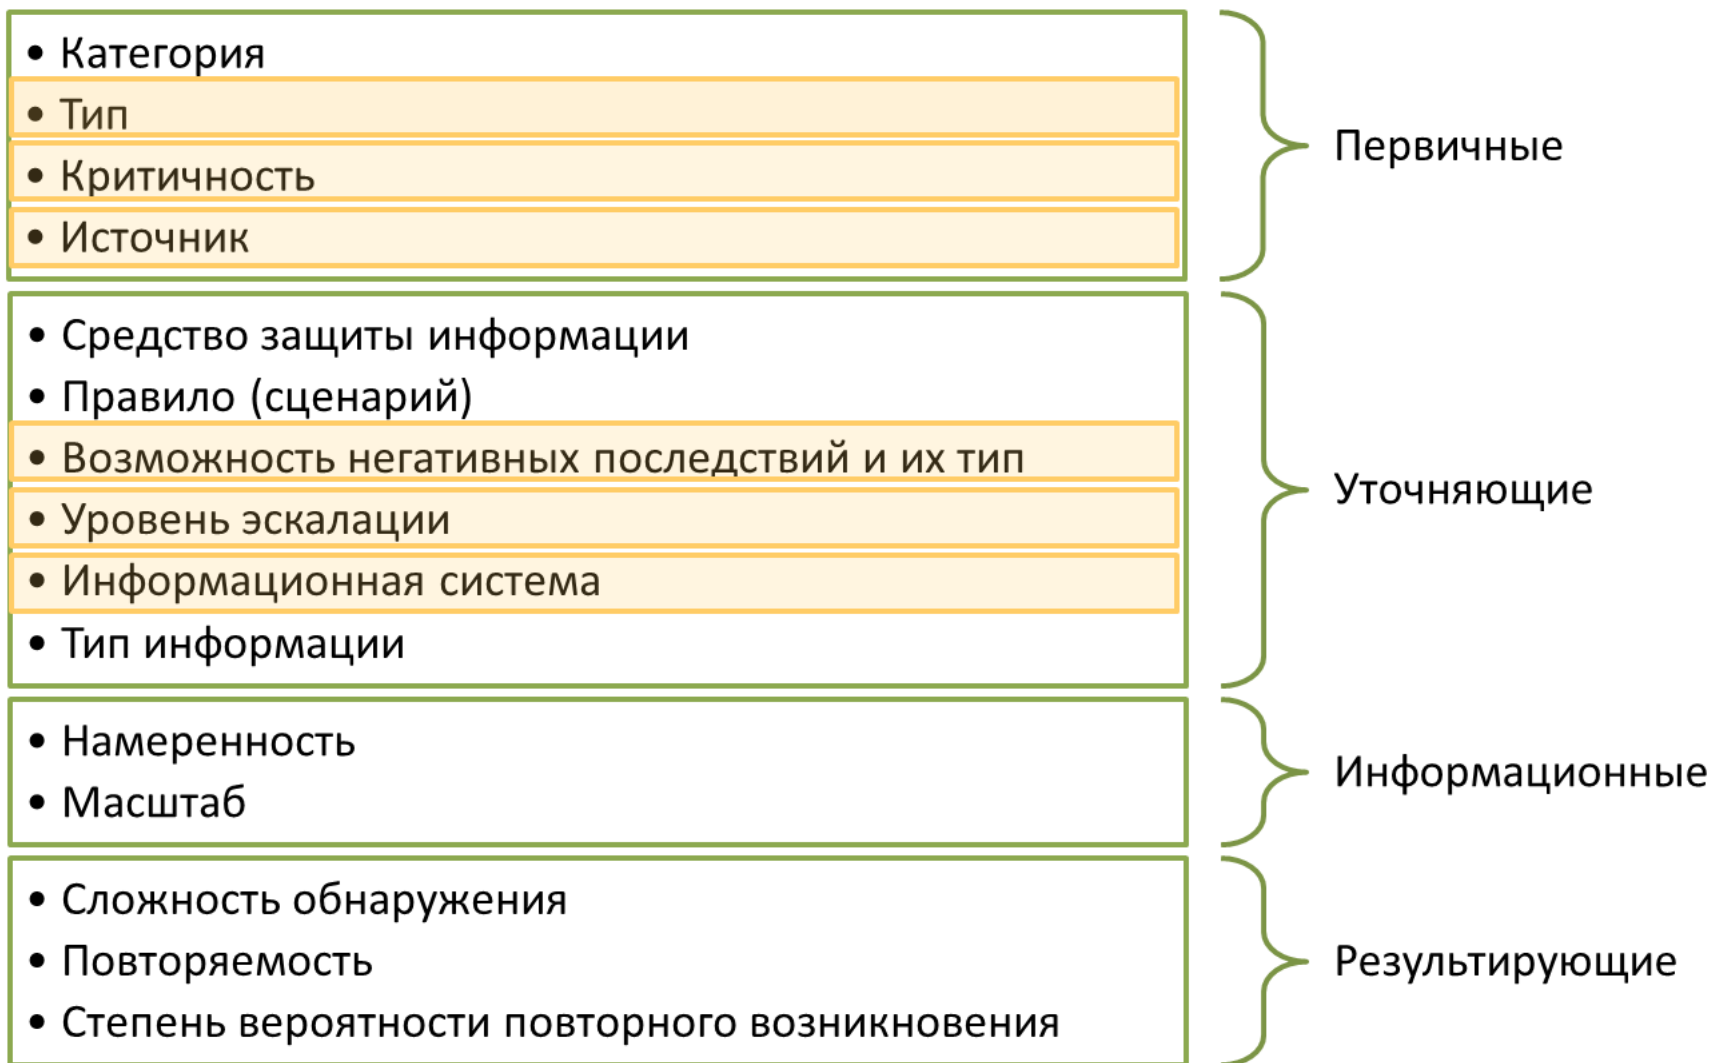 • Категория
• Тип
• Критичность
• Источник
Первичные
• Средство защиты информации
• Правило (сценарий)
• Возможность негативных последствий и их тип
• Уровень эскалации
• Информационная система
• Тип информации
Уточняющие
• Намеренность
• Масштаб
Информационные
• Сложность обнаружения
• Повторяемость
• Степень вероятности повторного возникновения
Результирующие